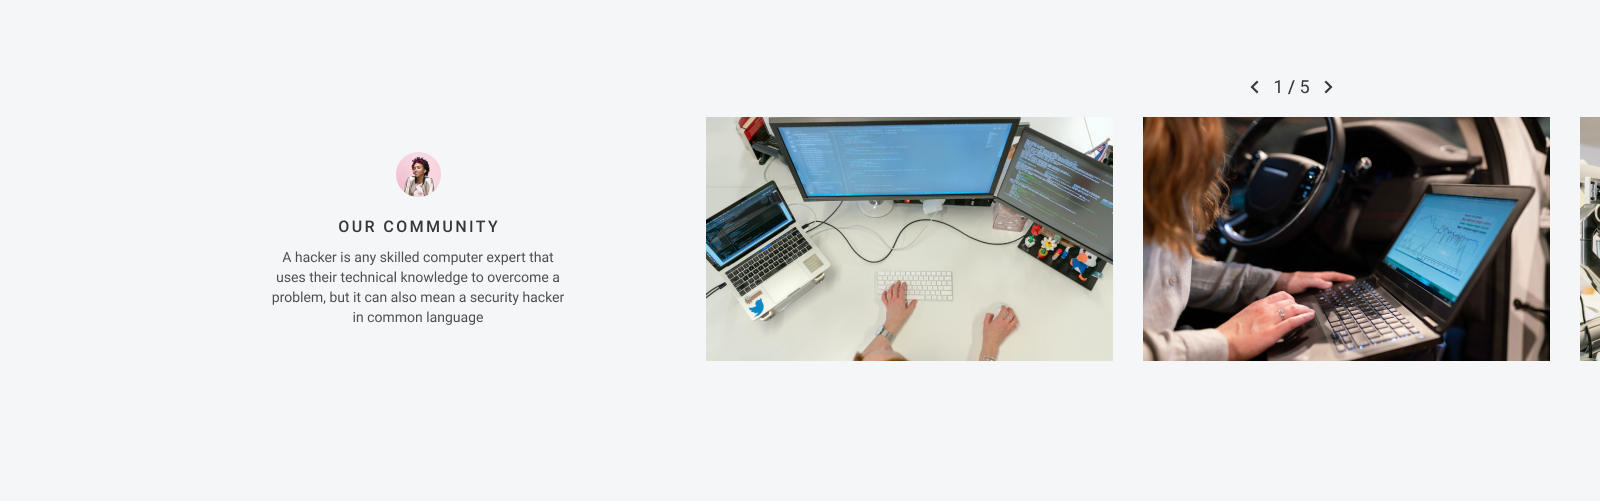 1 / 5
OUR COMMUNITY
A hacker is any skilled computer expert that
uses their technical knowledge to overcome a
problem, but it can also mean a security hacker
in common language